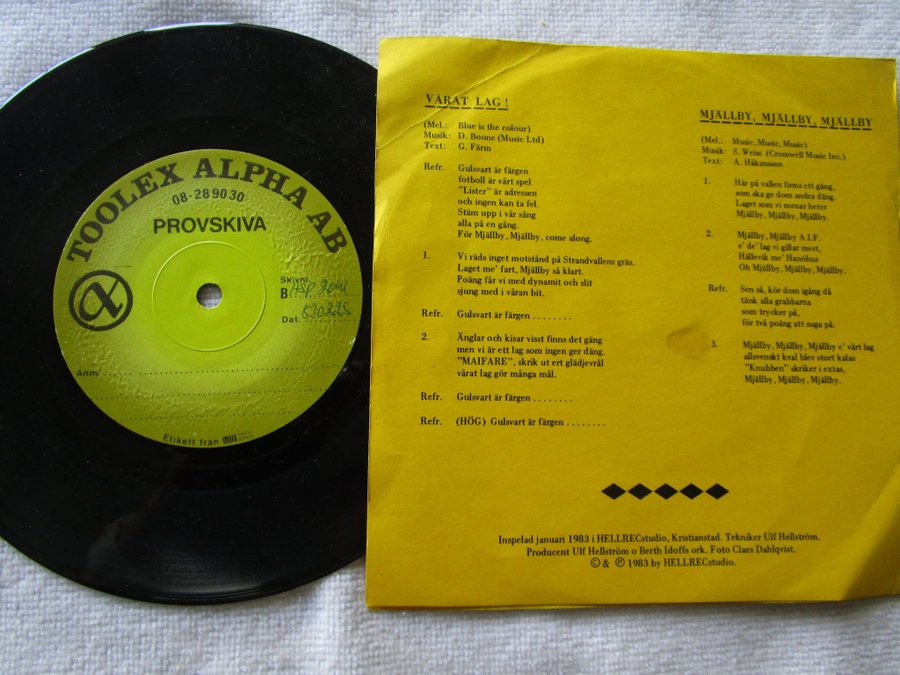 TOOLEX ALPHA AB
08-28 90 30
PROVSKIVA
Skivnr.
B
Dat. 830225
Anm.
Etikett från
VÅRAT LAG!
(Mel.: Blue is the colour)
Musik: D. Boone (Music Ltd)
Text: G. Färm
Refr. Gulsvart är färgen
fotboll är vårt spel
"Lister" är adressen
och ingen kan ta fel.
Stäm upp i vår sång
alla på en gång.
För Mjällby, Mjällby, come along.
1. Vi räds inget motstånd på Strandvallens gräs.
Laget me' fart, Mjällby så klart.
Poäng får vi med dynamit och slit
sjung med i våran bit.
Refr. Gulsvart är färgen . . . . . . . .
2. Änglar och kisar visst finns det gäng
men vi är ett lag som ingen ger däng.
"MAIFARE", skrik ut ert glädjevrål
vårat lag gör många mål.
Refr. Gulsvart är färgen . . . . . . . .
Refr. (HÖG) Gulsvart är färgen . . . . . . . .
MJÄLLBY, MJÄLLBY, MJÄLLBY
(Mel.: Music, Music, Music)
Musik: S. Weiss (Cromwell Music Inc.)
Text: A. Håkansson
1. Här på vallen finns ett gäng,
som ska ge dom andra däng.
Laget som vi menar heter
Mjällby, Mjällby, Mjällby.
2. Mjällby, Mjällby A.I.F.
e' de' lag vi gillar mest,
Hällevik me' Hanöhus
Oh Mjällby, Mjällby, Mjällby.
Refr. Sen så, kör dom igång då
tänk alla grabbarna
som trycker på,
för två poäng att suga på.
3. Mjällby, Mjällby, Mjällby e' vårt lag
allsvenskt kval blev stort kalas
"Knubben" skriker i extas,
Mjällby, Mjällby, Mjällby.
Inspelad januari 1983 i HELLRECstudio, Kristianstad. Tekniker Ulf Hellström.
Producent Ulf Hellström o Berth Idoffs ork. Foto Claes Dahlqvist.
© & ℗ 1983 by HELLRECstudio.